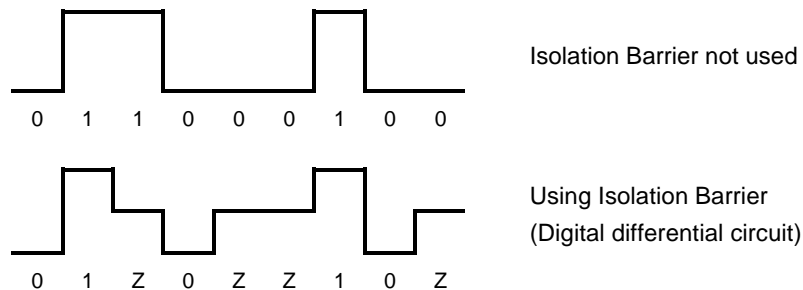 Isolation Barrier not used
0 1 1 0 0 0 1 0 0
Using Isolation Barrier
(Digital differential circuit)
0 1 Z 0 Z Z 1 0 Z